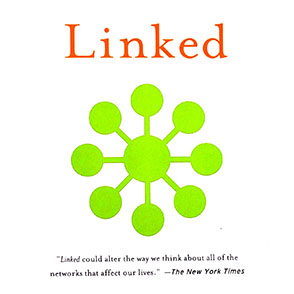 Linked
"Linked could alter the way we think about all of the
networks that affect our lives." —The New York Times